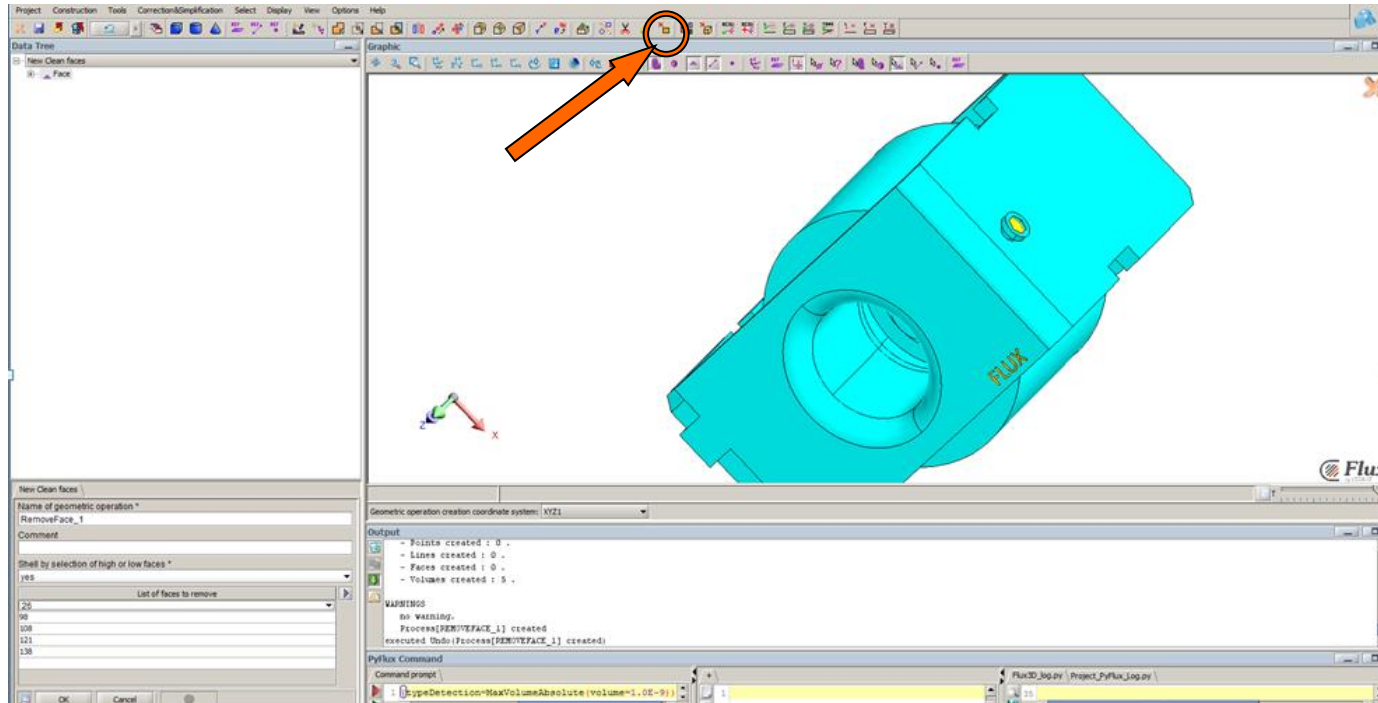 Project Construction Tools Correction&Simplification Select Display View Options Help
Data Tree
Graphic
New Clean faces
Face
FLUX
Z
X
Flux
New Clean faces
Name of geometric operation *
RemoveFace_1
Comment
Shell by selection of high or low faces *
yes
List of faces to remove
26
98
108
121
138
OK Cancel
T
Geometric operation creation coordinate system: XYZ1
Output
- Points created : 0 .
- Lines created : 0 .
- Faces created : 0 .
- Volumes created : 5 .
WARNINGS
no warning.
Process[REMOVEFACE_1] created
executed Undo(Process[REMOVEFACE_1] created)
PyFlux Command
Command prompt
+
Flux3D_log.py Project_PyFlux_Log.py
1 typeDetection=MaxVolumeAbsolute(volume=1.0E-9))
1
35